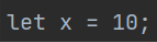 let x = 10;